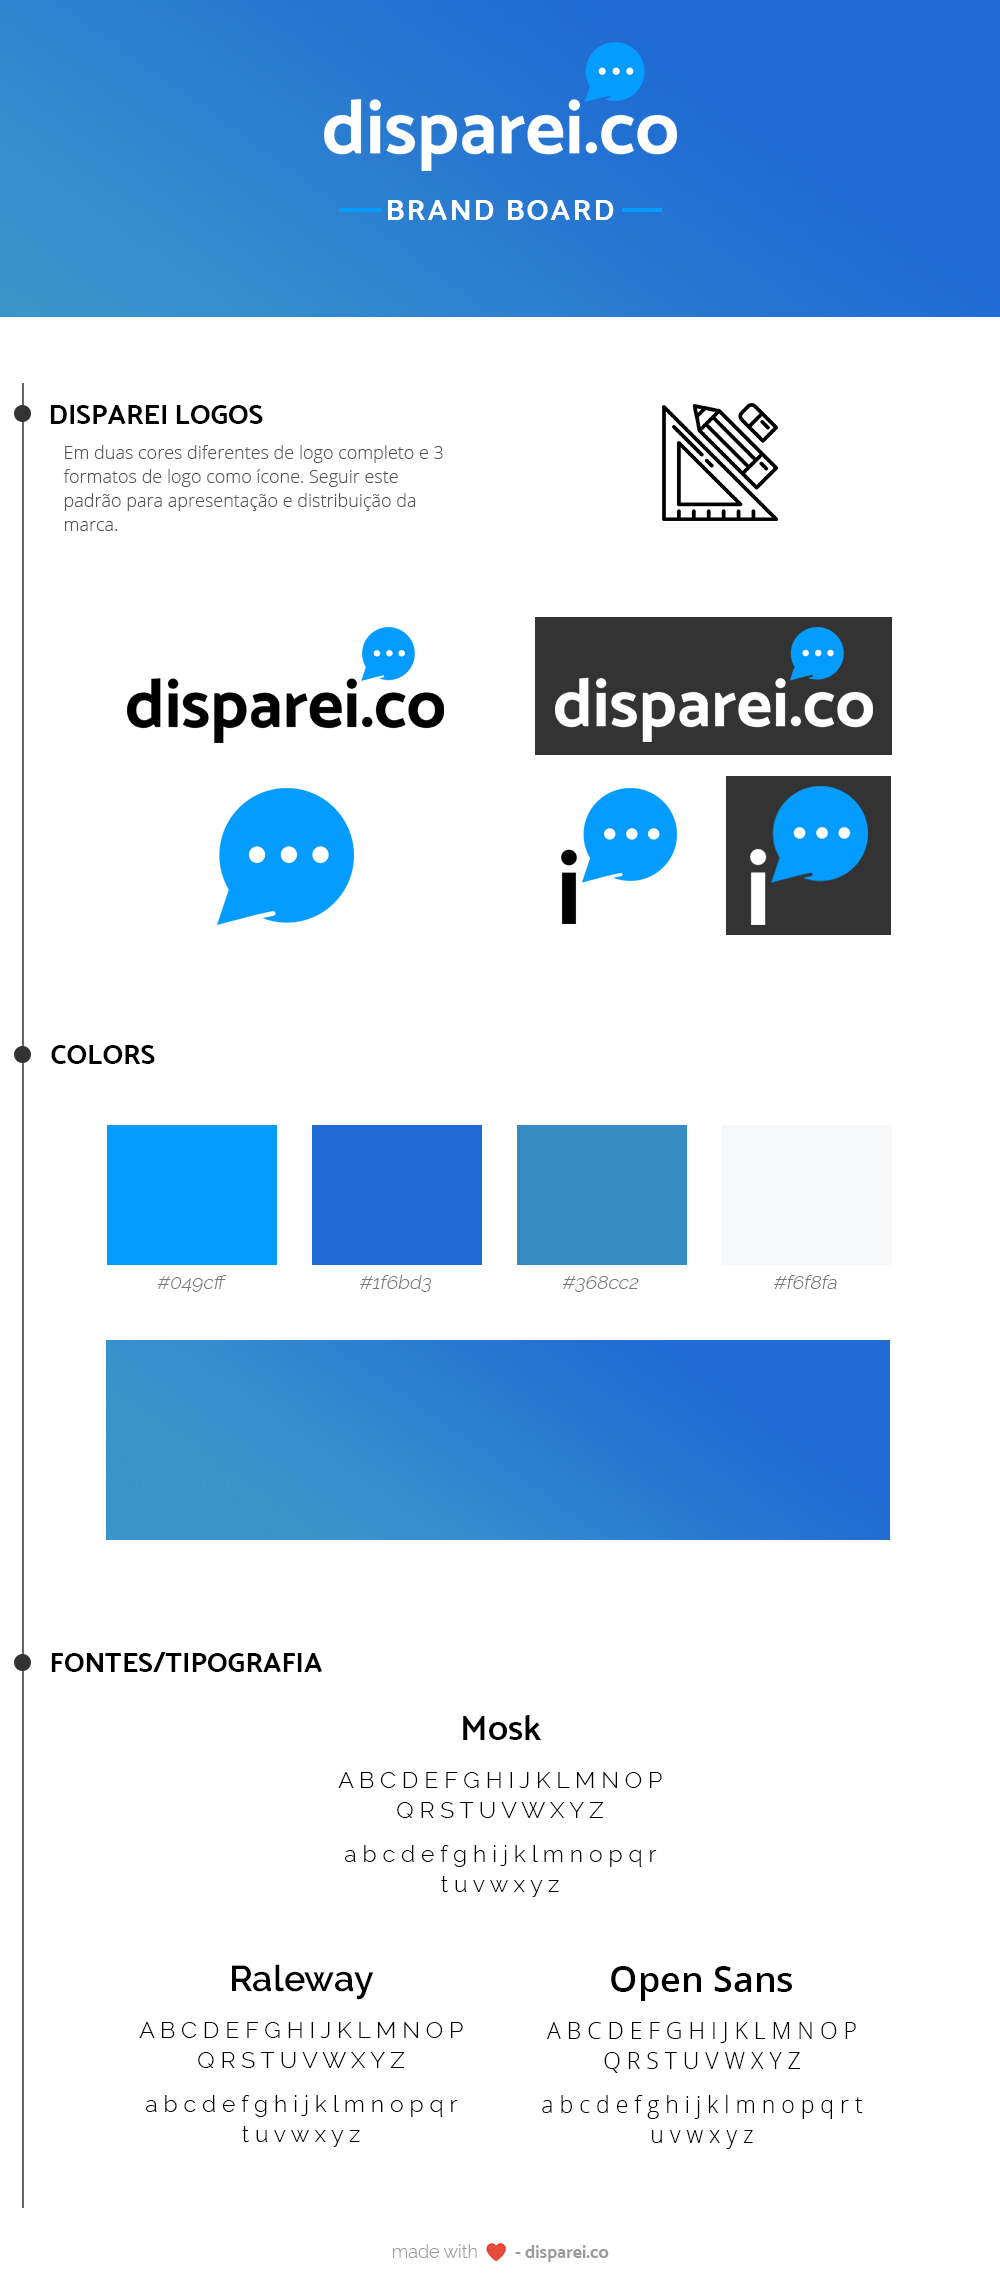 disparei.co
BRAND BOARD
DISPAREI LOGOS
Em duas cores diferentes de logo completo e 3
formatos de logo como ícone. Seguir este
padrão para apresentação e distribuição da
marca.
disparei.co
disparei.co
i
i
COLORS
#049cff
#1f6bd3
#368cc2
#f6f8fa
FONTES/TIPOGRAFIA
Mosk
A B C D E F G H I J K L M N O P
Q R S T U V W X Y Z
a b c d e f g h i j k l m n o p q r
t u v w x y z
Raleway
A B C D E F G H I J K L M N O P
Q R S T U V W X Y Z
a b c d e f g h i j k l m n o p q r
t u v w x y z
Open Sans
A B C D E F G H I J K L M N O P
Q R S T U V W X Y Z
a b c d e f g h i j k l m n o p q r t
u v w x y z
made with ❤ - disparei.co